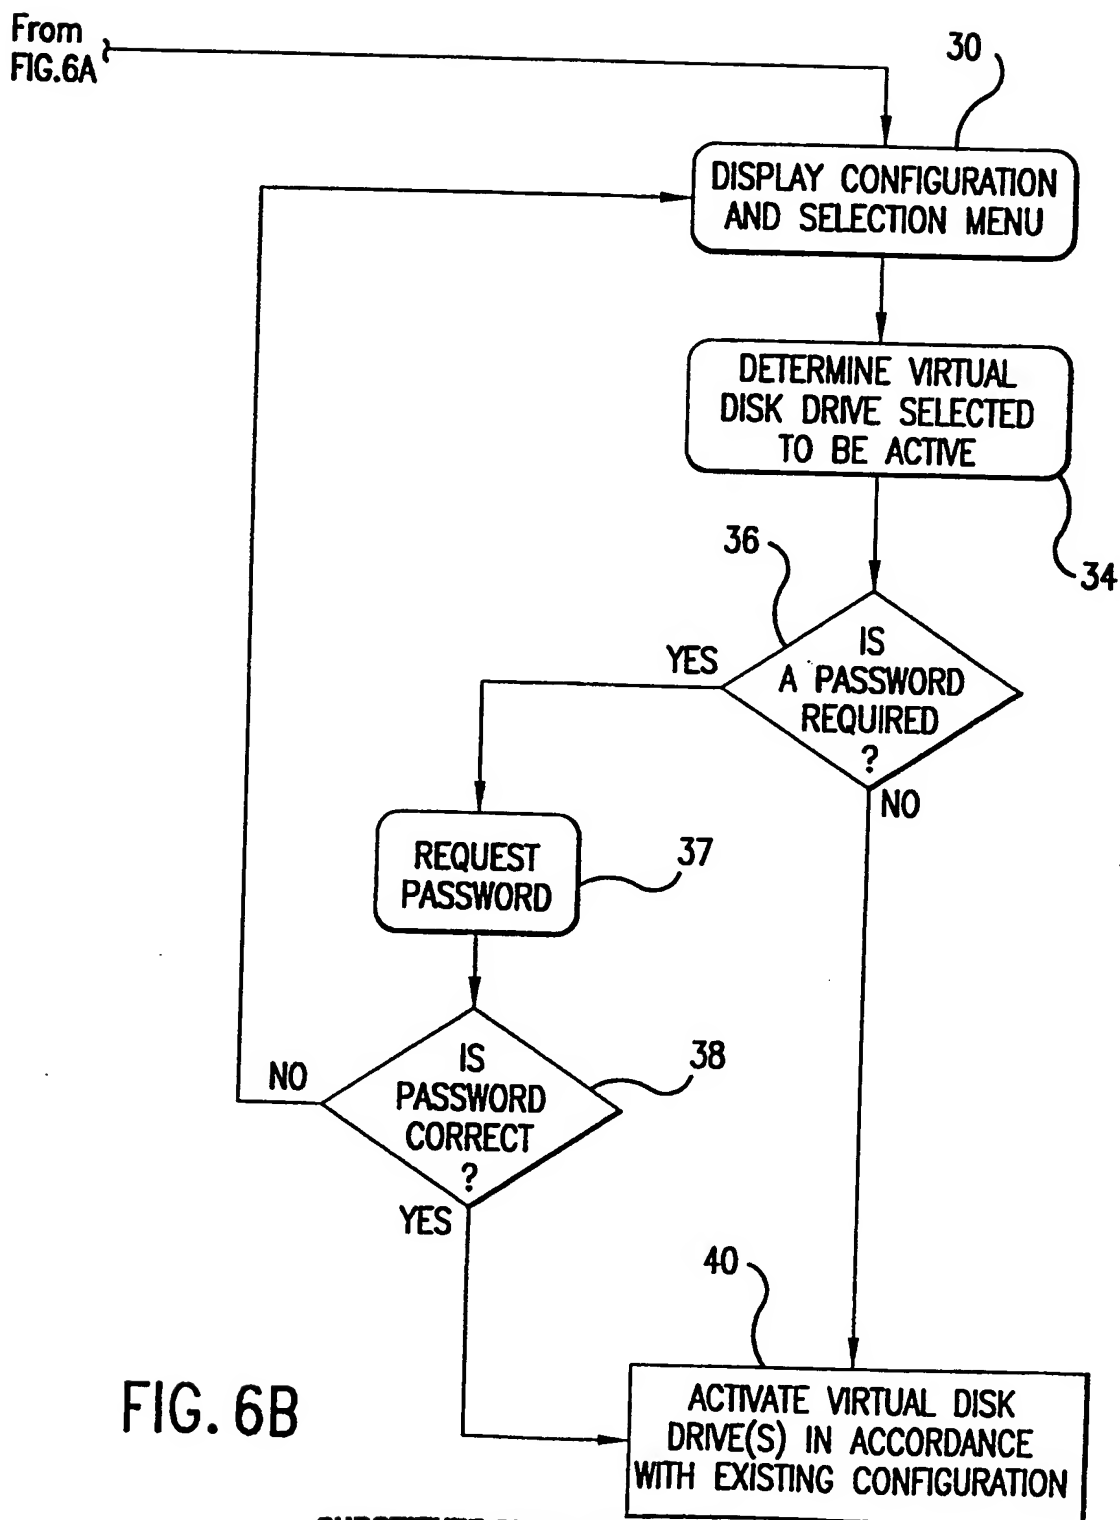 From
FIG.6A
30
DISPLAY CONFIGURATION
AND SELECTION MENU
DETERMINE VIRTUAL
DISK DRIVE SELECTED
TO BE ACTIVE
34
36
IS
A PASSWORD
REQUIRED
?
YES
NO
REQUEST
PASSWORD
37
IS
PASSWORD
CORRECT
?
38
NO
YES
40
ACTIVATE VIRTUAL DISK
DRIVE(S) IN ACCORDANCE
WITH EXISTING CONFIGURATION
FIG. 6B